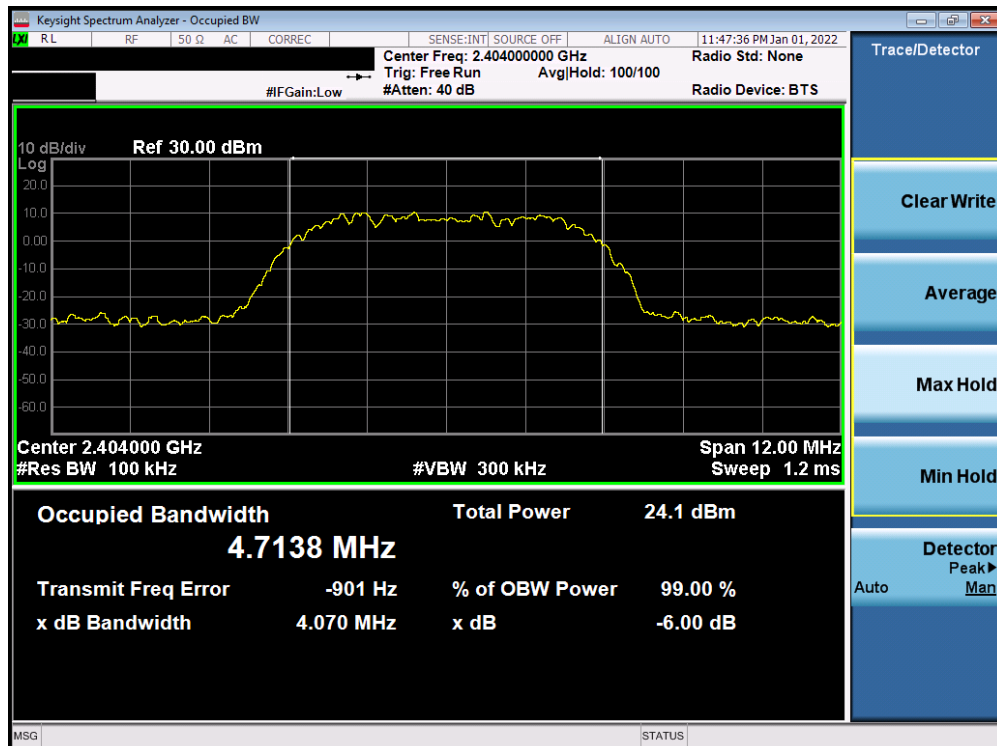 Keysight Spectrum Analyzer - Occupied BW
LXI RL RF 50 Ω AC CORREC SENSE:INT SOURCE OFF ALIGN AUTO 11:47:36 PM Jan 01, 2022
Center Freq: 2.404000000 GHz Radio Std: None
Trig: Free Run Avg|Hold: 100/100
#IFGain:Low #Atten: 40 dB Radio Device: BTS
10 dB/div Ref 30.00 dBm
Log
20.0
10.0
0.00
-10.0
-20.0
-30.0
-40.0
-50.0
-60.0
Center 2.404000 GHz Span 12.00 MHz
#Res BW 100 kHz #VBW 300 kHz Sweep 1.2 ms
Occupied Bandwidth Total Power 24.1 dBm
4.7138 MHz
Transmit Freq Error -901 Hz % of OBW Power 99.00 %
x dB Bandwidth 4.070 MHz x dB -6.00 dB
MSG STATUS
Trace/Detector
Clear Write
Average
Max Hold
Min Hold
Detector
Peak▶
Auto Man